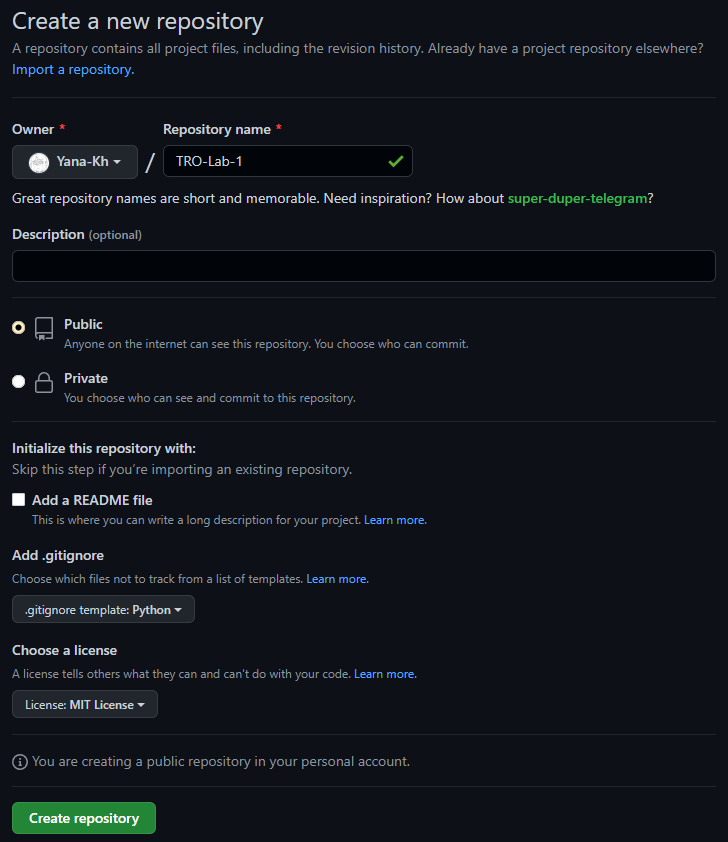 Create a new repository
A repository contains all project files, including the revision history. Already have a project repository elsewhere?
Import a repository.
Owner * Repository name *
Yana-Kh / TRO-Lab-1
Great repository names are short and memorable. Need inspiration? How about super-duper-telegram?
Description (optional)
Public
Anyone on the internet can see this repository. You choose who can commit.
Private
You choose who can see and commit to this repository.
Initialize this repository with:
Skip this step if you're importing an existing repository.
Add a README file
This is where you can write a long description for your project. Learn more.
Add .gitignore
Choose which files not to track from a list of templates. Learn more.
.gitignore template: Python
Choose a license
A license tells others what they can and can't do with your code. Learn more.
License: MIT License
You are creating a public repository in your personal account.
Create repository